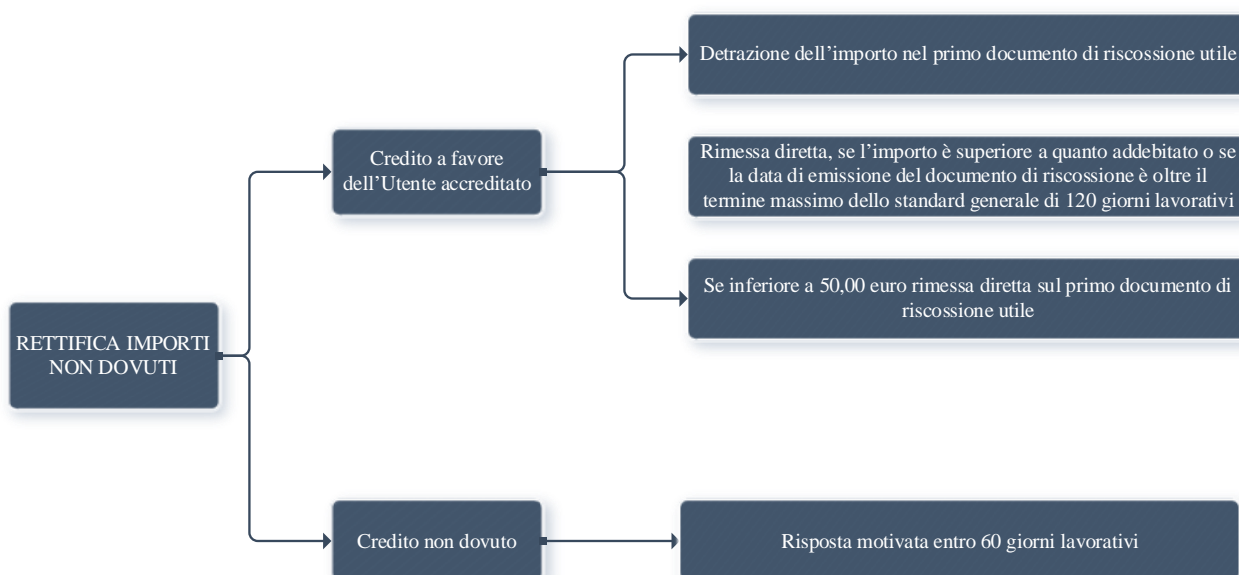 Detrazione dell’importo nel primo documento di riscossione utile
Credito a favore
dell’Utente accreditato
Rimessa diretta, se l’importo è superiore a quanto addebitato o se
la data di emissione del documento di riscossione è oltre il
termine massimo dello standard generale di 120 giorni lavorativi
Se inferiore a 50,00 euro rimessa diretta sul primo documento di
riscossione utile
RETTIFICA IMPORTI
NON DOVUTI
Credito non dovuto
Risposta motivata entro 60 giorni lavorativi